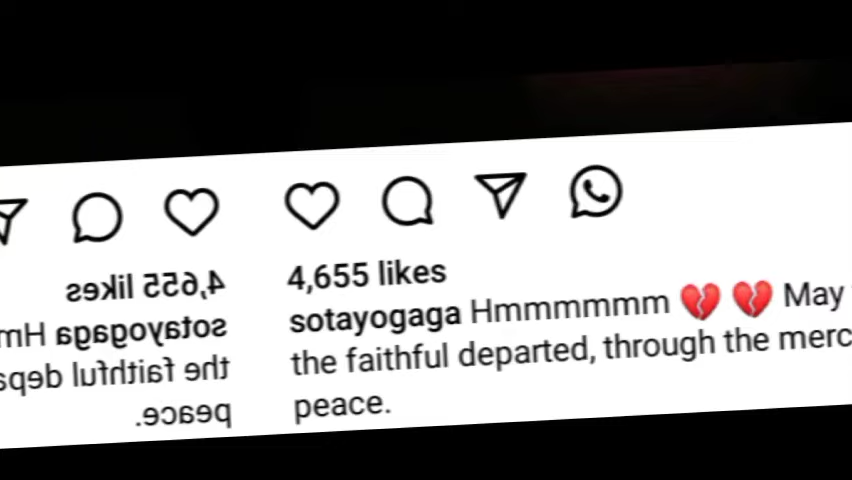 4,655 likes
sotayogaga Hmmmmmm 💔 💔 May
the faithful departed, through the merc
peace.